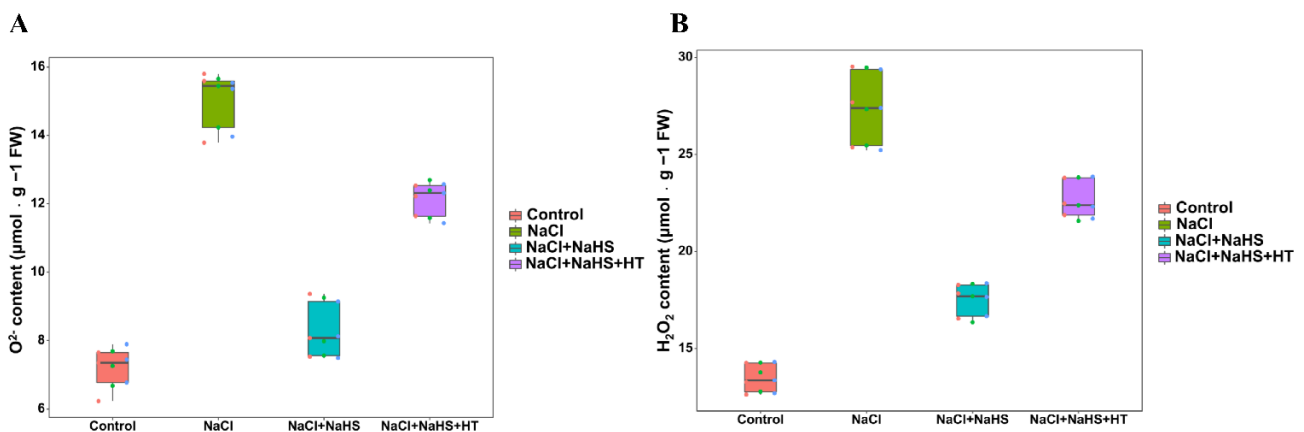 A
O²⁻ content (μmol · g −1 FW)
16
14
12
10
8
6
Control
NaCl
NaCl+NaHS
NaCl+NaHS+HT
Control
NaCl
NaCl+NaHS
NaCl+NaHS+HT
B
H₂O₂ content (μmol · g −1 FW)
30
25
20
15
Control
NaCl
NaCl+NaHS
NaCl+NaHS+HT
Control
NaCl
NaCl+NaHS
NaCl+NaHS+HT